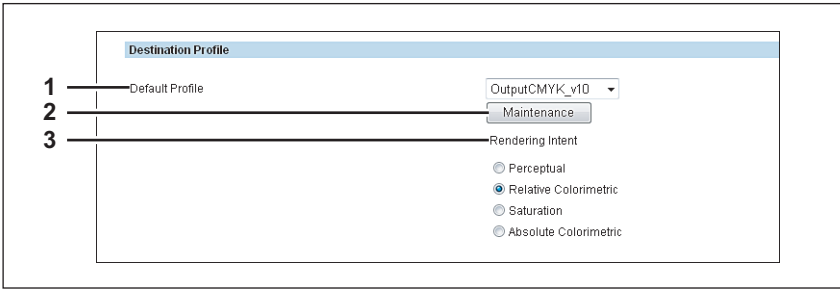 Destination Profile
1 Default Profile OutputCMYK_v10
2 Maintenance
3 Rendering Intent
Perceptual
Relative Colorimetric
Saturation
Absolute Colorimetric